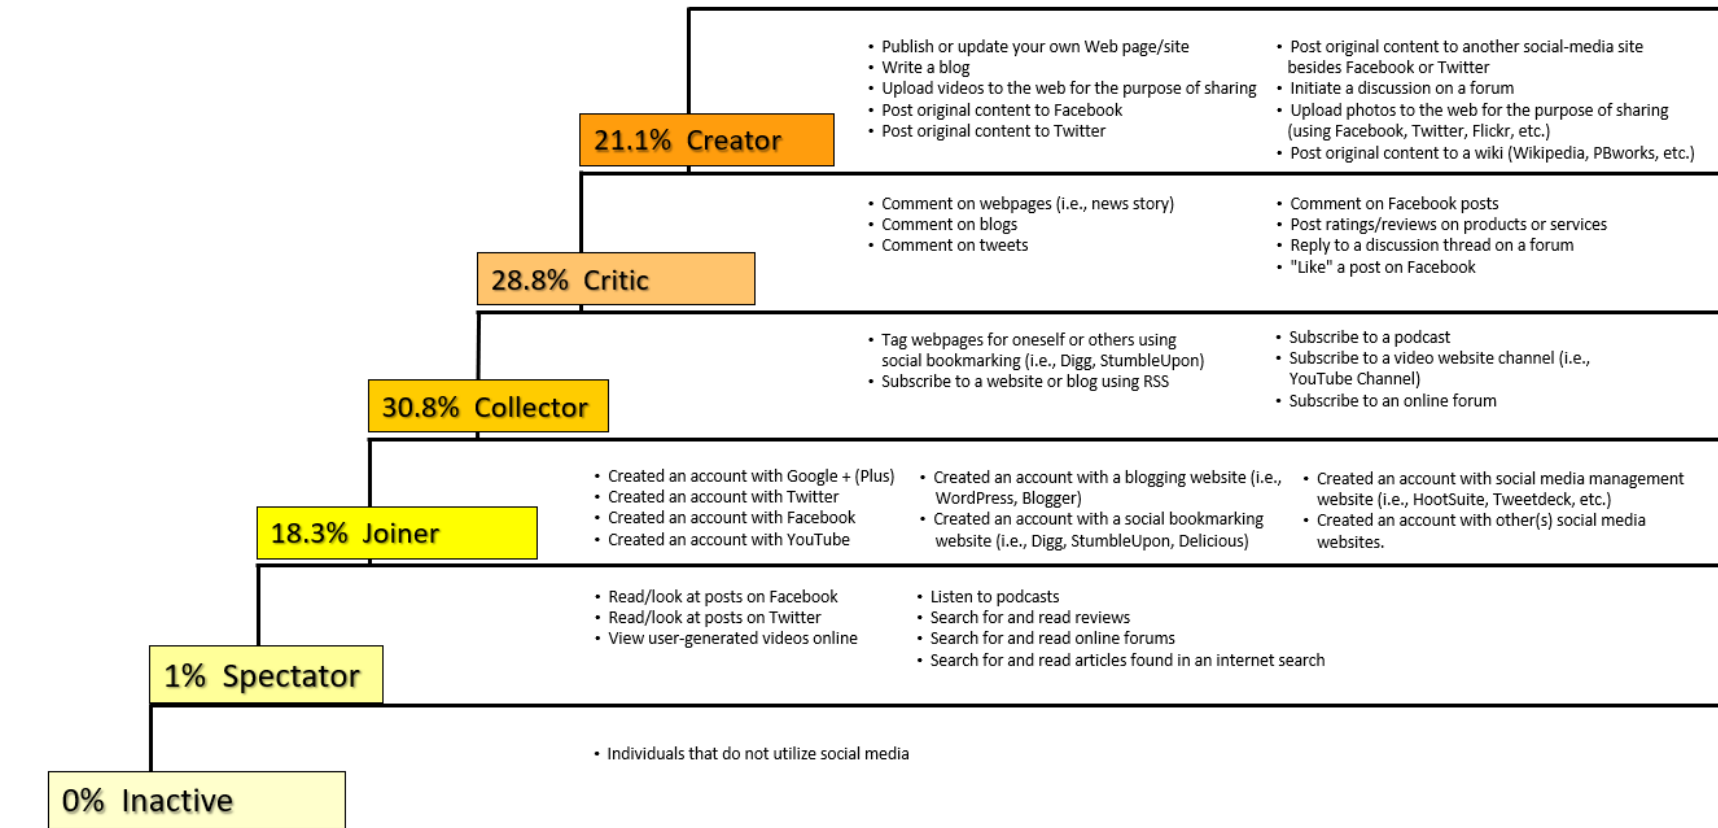 • Publish or update your own Web page/site
• Write a blog
• Upload videos to the web for the purpose of sharing
• Post original content to Facebook
• Post original content to Twitter
• Post original content to another social-media site
besides Facebook or Twitter
• Initiate a discussion on a forum
• Upload photos to the web for the purpose of sharing
(using Facebook, Twitter, Flickr, etc.)
• Post original content to a wiki (Wikipedia, PBworks, etc.)
21.1% Creator
• Comment on webpages (i.e., news story)
• Comment on blogs
• Comment on tweets
• Comment on Facebook posts
• Post ratings/reviews on products or services
• Reply to a discussion thread on a forum
• "Like" a post on Facebook
28.8% Critic
• Tag webpages for oneself or others using
social bookmarking (i.e., Digg, StumbleUpon)
• Subscribe to a website or blog using RSS
• Subscribe to a podcast
• Subscribe to a video website channel (i.e.,
YouTube Channel)
• Subscribe to an online forum
30.8% Collector
• Created an account with Google + (Plus)
• Created an account with Twitter
• Created an account with Facebook
• Created an account with YouTube
• Created an account with a blogging website (i.e.,
WordPress, Blogger)
• Created an account with a social bookmarking
website (i.e., Digg, StumbleUpon, Delicious)
• Created an account with social media management
website (i.e., HootSuite, Tweetdeck, etc.)
• Created an account with other(s) social media
websites.
18.3% Joiner
• Read/look at posts on Facebook
• Read/look at posts on Twitter
• View user-generated videos online
• Listen to podcasts
• Search for and read reviews
• Search for and read online forums
• Search for and read articles found in an internet search
1% Spectator
• Individuals that do not utilize social media
0% Inactive